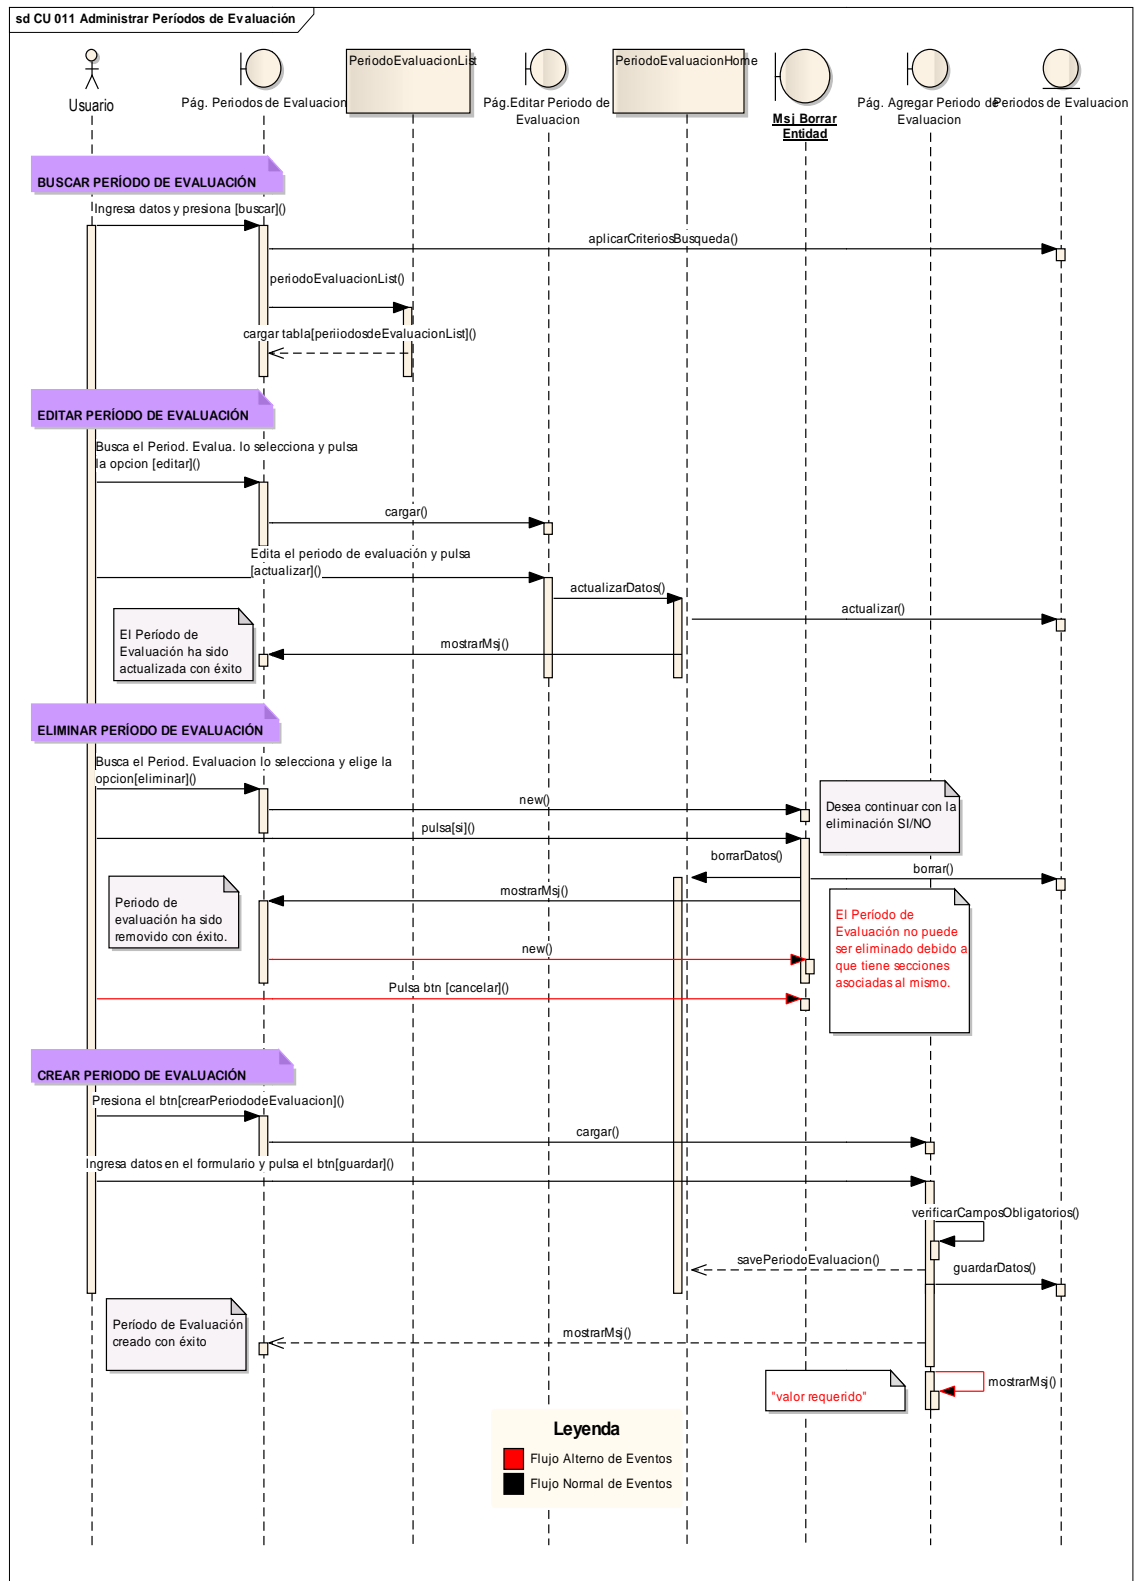 sd CU 011 Administrar Períodos de Evaluación
Usuario
Pág. Periodos de Evaluacion
PeriodoEvaluacionList
Pág.Editar Periodo de
Evaluacion
PeriodoEvaluacionHome
Msj Borrar
Entidad
Pág. Agregar Periodo de
Evaluacion
Periodos de Evaluacion
BUSCAR PERÍODO DE EVALUACIÓN
Ingresa datos y presiona [buscar]()
aplicarCriteriosBusqueda()
periodoEvaluacionList()
cargar tabla[periiodosdeEvaluacionList]()
EDITAR PERÍODO DE EVALUACIÓN
Busca el Period. Evalua. lo selecciona y pulsa
la opcion [editar]()
cargar()
Edita el periodo de evaluación y pulsa
[actualizar]()
actualizarDatos()
actualizar()
El Período de
Evaluación ha sido
actualizada con éxito
mostrarMsj()
ELIMINAR PERÍODO DE EVALUACIÓN
Busca el Period. Evaluacion lo selecciona y elige la
opcion[eliminar]()
new()
Desea continuar con la
eliminación SI/NO
pulsa[si]()
borrarDatos()
borrar()
Periodo de
evaluación ha sido
removido con éxito.
mostrarMsj()
El Período de
Evaluación no puede
ser eliminado debido a
que tiene secciones
asociadas al mismo.
new()
Pulsa btn [cancelar]()
CREAR PERIODO DE EVALUACIÓN
Presiona el btn[crearPeriododeEvaluacion]()
cargar()
Ingresa datos en el formulario y pulsa el btn[guardar]()
verificarCamposObligatorios()
savePeriodoEvaluacion()
guardarDatos()
Período de Evaluación
creado con éxito
mostrarMsj()
mostrarMsj()
"valor requerido"
Leyenda
Flujo Alterno de Eventos
Flujo Normal de Eventos